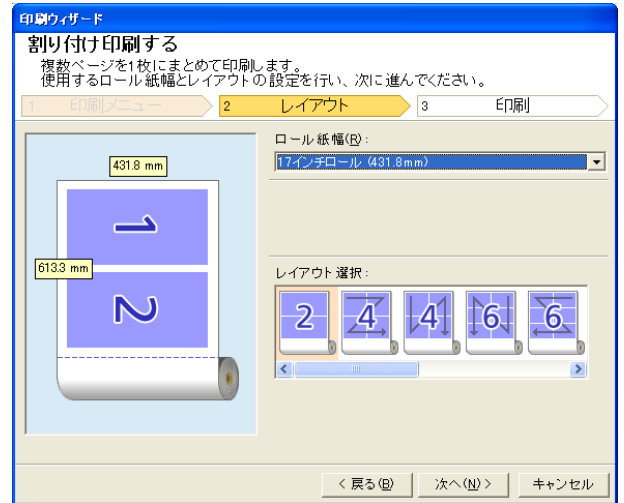 印刷ウィザード
割り付け印刷する
複数ページを1枚にまとめて印刷します。
使用するロール紙幅とレイアウトの設定を行い、次に進んでください。
1 印刷メニュー 2 レイアウト 3 印刷
ロール紙幅(R):
17インチロール (431.8mm)
431.8 mm
613.3 mm
1
2
レイアウト選択:
2 4 4 6 6
< 戻る(B) 次へ(N) > キャンセル